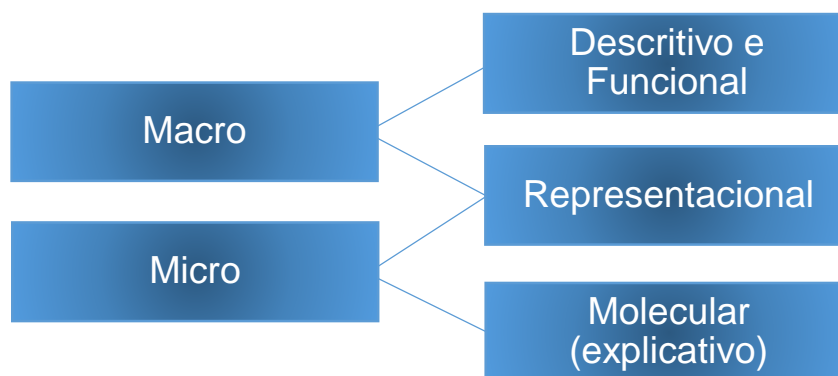 Macro
Micro
Descritivo e
Funcional
Representacional
Molecular
(explicativo)